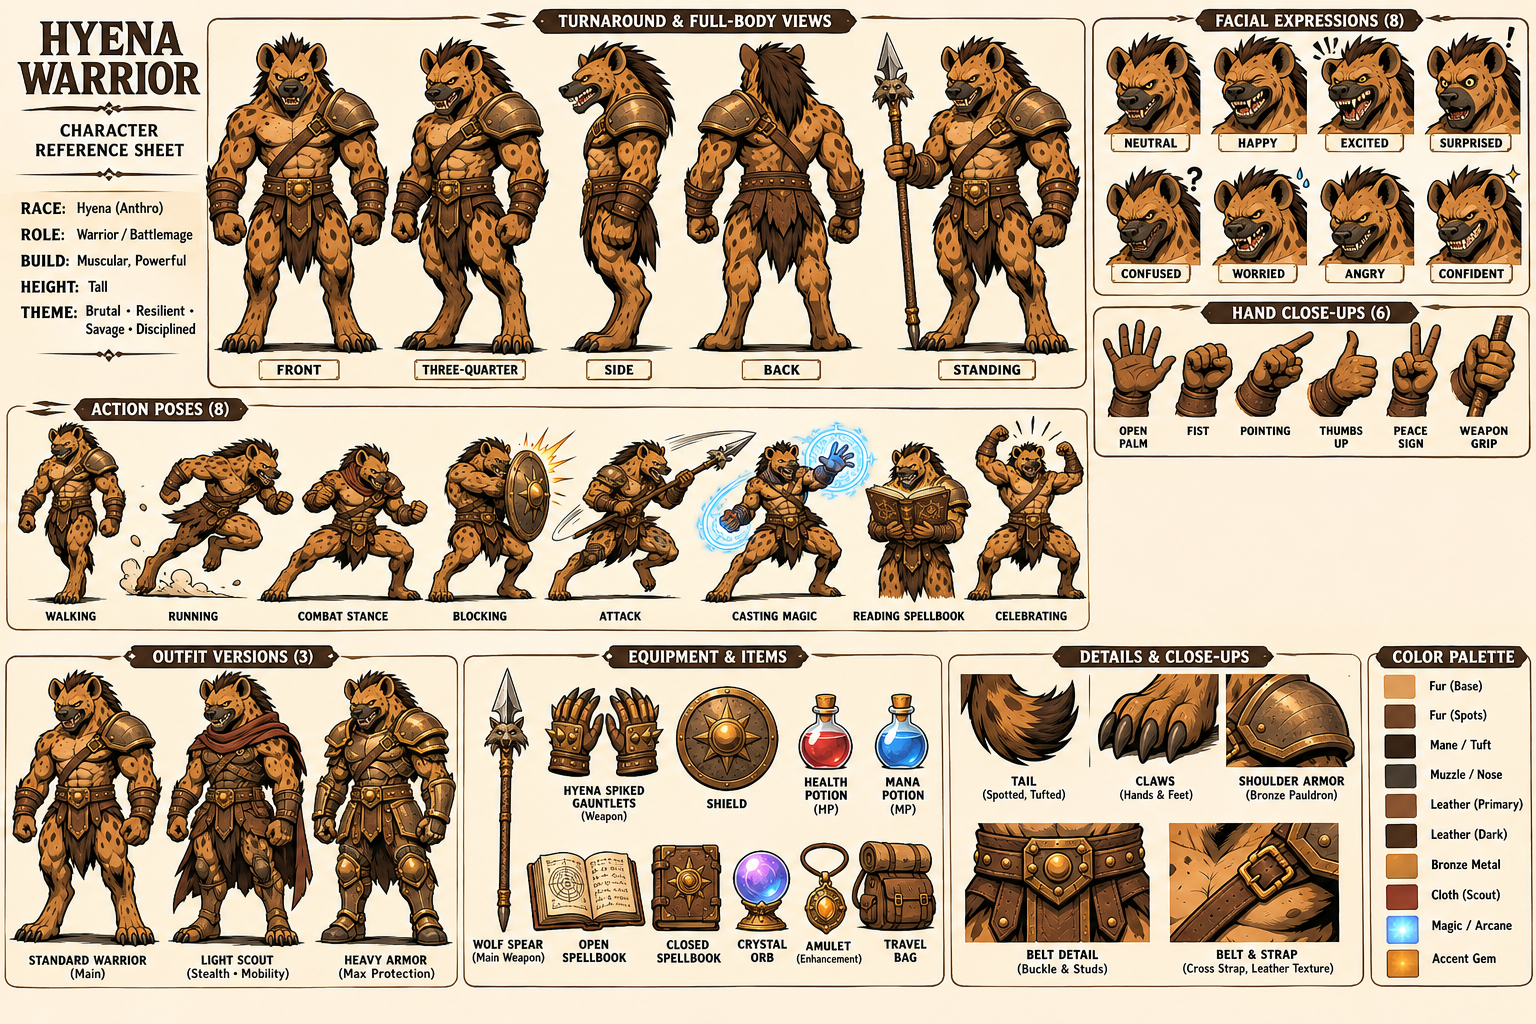 HYENA
WARRIOR
CHARACTER
REFERENCE SHEET
RACE: Hyena (Anthro)
ROLE: Warrior / Battlemage
BUILD: Muscular, Powerful
HEIGHT: Tall
THEME: Brutal • Resilient •
Savage • Disciplined
TURNAROUND & FULL-BODY VIEWS
FRONT
THREE-QUARTER
SIDE
BACK
STANDING
FACIAL EXPRESSIONS (8)
!
NEUTRAL
HAPPY
EXCITED
SURPRISED
?
CONFUSED
WORRIED
ANGRY
CONFIDENT
HAND CLOSE-UPS (6)
OPEN
PALM
FIST
POINTING
THUMBS
UP
PEACE
SIGN
WEAPON
GRIP
ACTION POSES (8)
WALKING
RUNNING
COMBAT STANCE
BLOCKING
ATTACK
CASTING MAGIC
READING SPELLBOOK
CELEBRATING
OUTFIT VERSIONS (3)
STANDARD WARRIOR
(Main)
LIGHT SCOUT
(Stealth • Mobility)
HEAVY ARMOR
(Max Protection)
EQUIPMENT & ITEMS
HYENA SPIKED
GAUNTLETS
(Weapon)
SHIELD
HEALTH
POTION
(HP)
MANA
POTION
(MP)
WOLF SPEAR
(Main Weapon)
OPEN
SPELLBOOK
CLOSED
SPELLBOOK
CRYSTAL
ORB
AMULET
(Enhancement)
TRAVEL
BAG
DETAILS & CLOSE-UPS
TAIL
(Spotted, Tufted)
CLAWS
(Hands & Feet)
SHOULDER ARMOR
(Bronze Pauldron)
BELT DETAIL
(Buckle & Studs)
BELT & STRAP
(Cross Strap, Leather Texture)
COLOR PALETTE
Fur (Base)
Fur (Spots)
Mane / Tuft
Muzzle / Nose
Leather (Primary)
Leather (Dark)
Bronze Metal
Cloth (Scout)
Magic / Arcane
Accent Gem